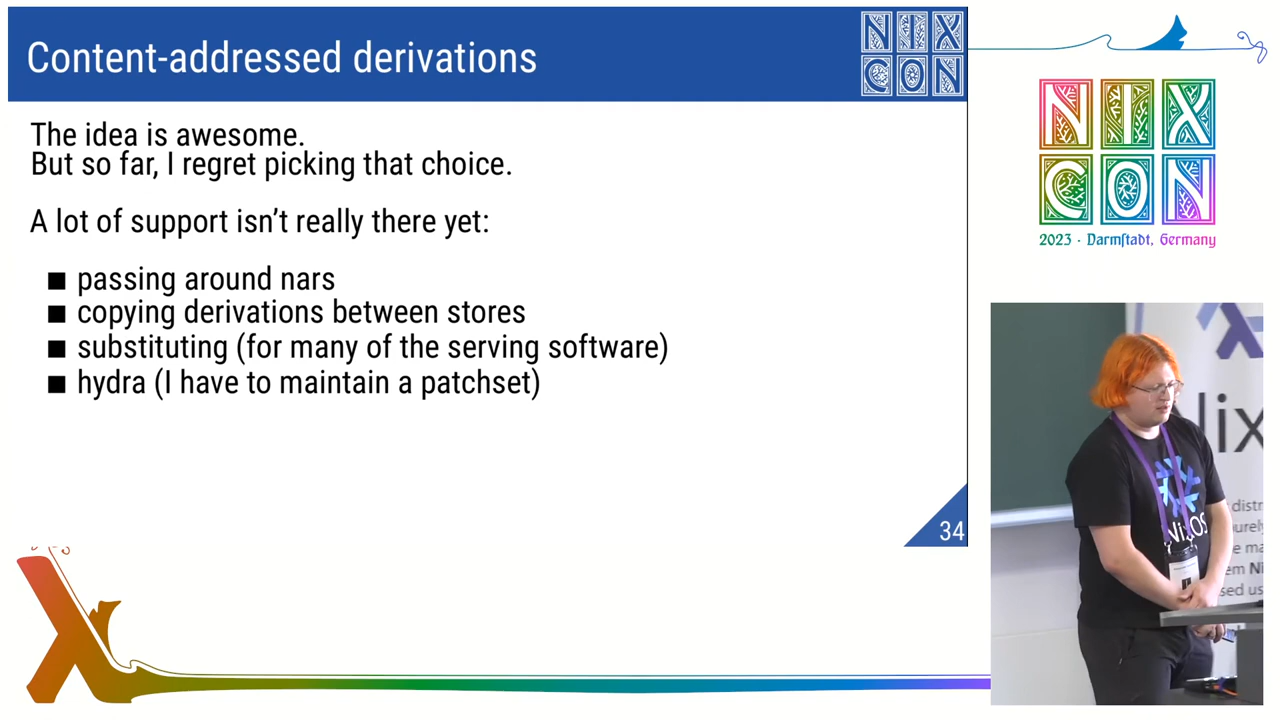 Content-addressed derivations
NIX
CON
The idea is awesome.
But so far, I regret picking that choice.
A lot of support isn’t really there yet:
■ passing around nars
■ copying derivations between stores
■ substituting (for many of the serving software)
■ hydra (I have to maintain a patchset)
34
NIX
CON
2023 · Darmstadt, Germany
Nix
NixOS